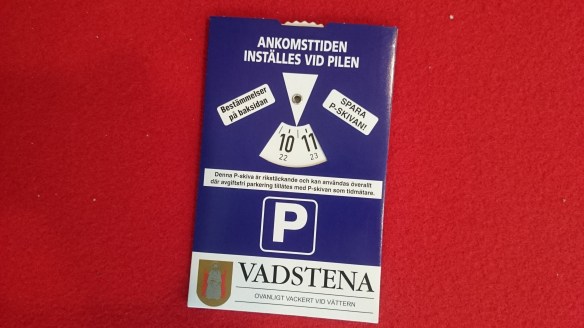 ANKOMSTTIDEN
INSTÄLLES VID PILEN
Bestämmelser
på baksidan
SPARA
P-SKIVAN!
10 11
22 23
Denna P-skiva är rikstäckande och kan användas överallt
där avgiftsfri parkering tillåtes med P-skivan som tidmätare.
P
VADSTENA
OVANLIGT VACKERT VID VÄTTERN